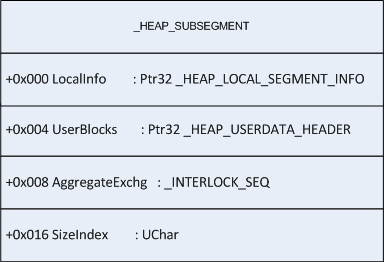 _HEAP_SUBSEGMENT
+0x000 LocalInfo : Ptr32 _HEAP_LOCAL_SEGMENT_INFO
+0x004 UserBlocks : Ptr32 _HEAP_USERDATA_HEADER
+0x008 AggregateExchg : _INTERLOCK_SEQ
+0x016 SizeIndex : UChar